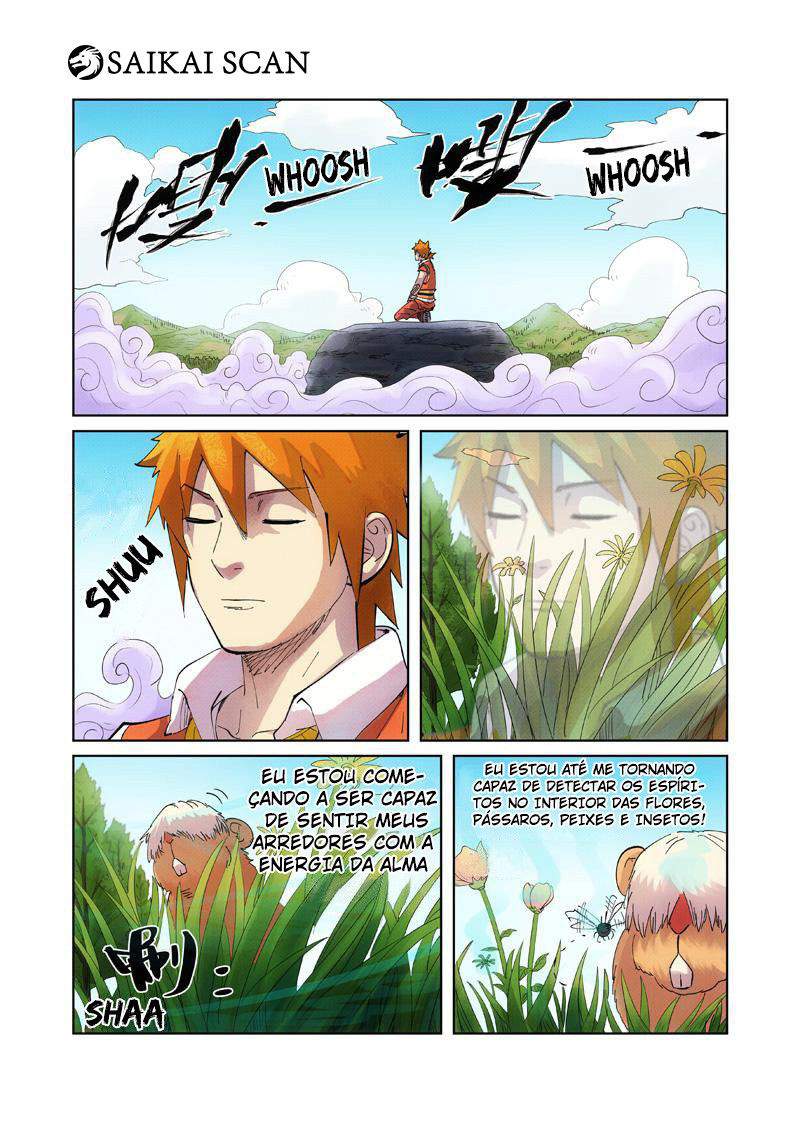 SAIKAI SCAN
WHOOSH
WHOOSH
SHUU
EU ESTOU COME-
ÇANDO A SER CAPAZ
DE SENTIR MEUS
ARREDORES COM A
ENERGIA DA ALMA
唰
SHAA
EU ESTOU ATÉ ME TORNANDO
CAPAZ DE DETECTAR OS ESPÍRI-
TOS NO INTERIOR DAS FLORES,
PÁSSAROS, PEIXES E INSETOS!